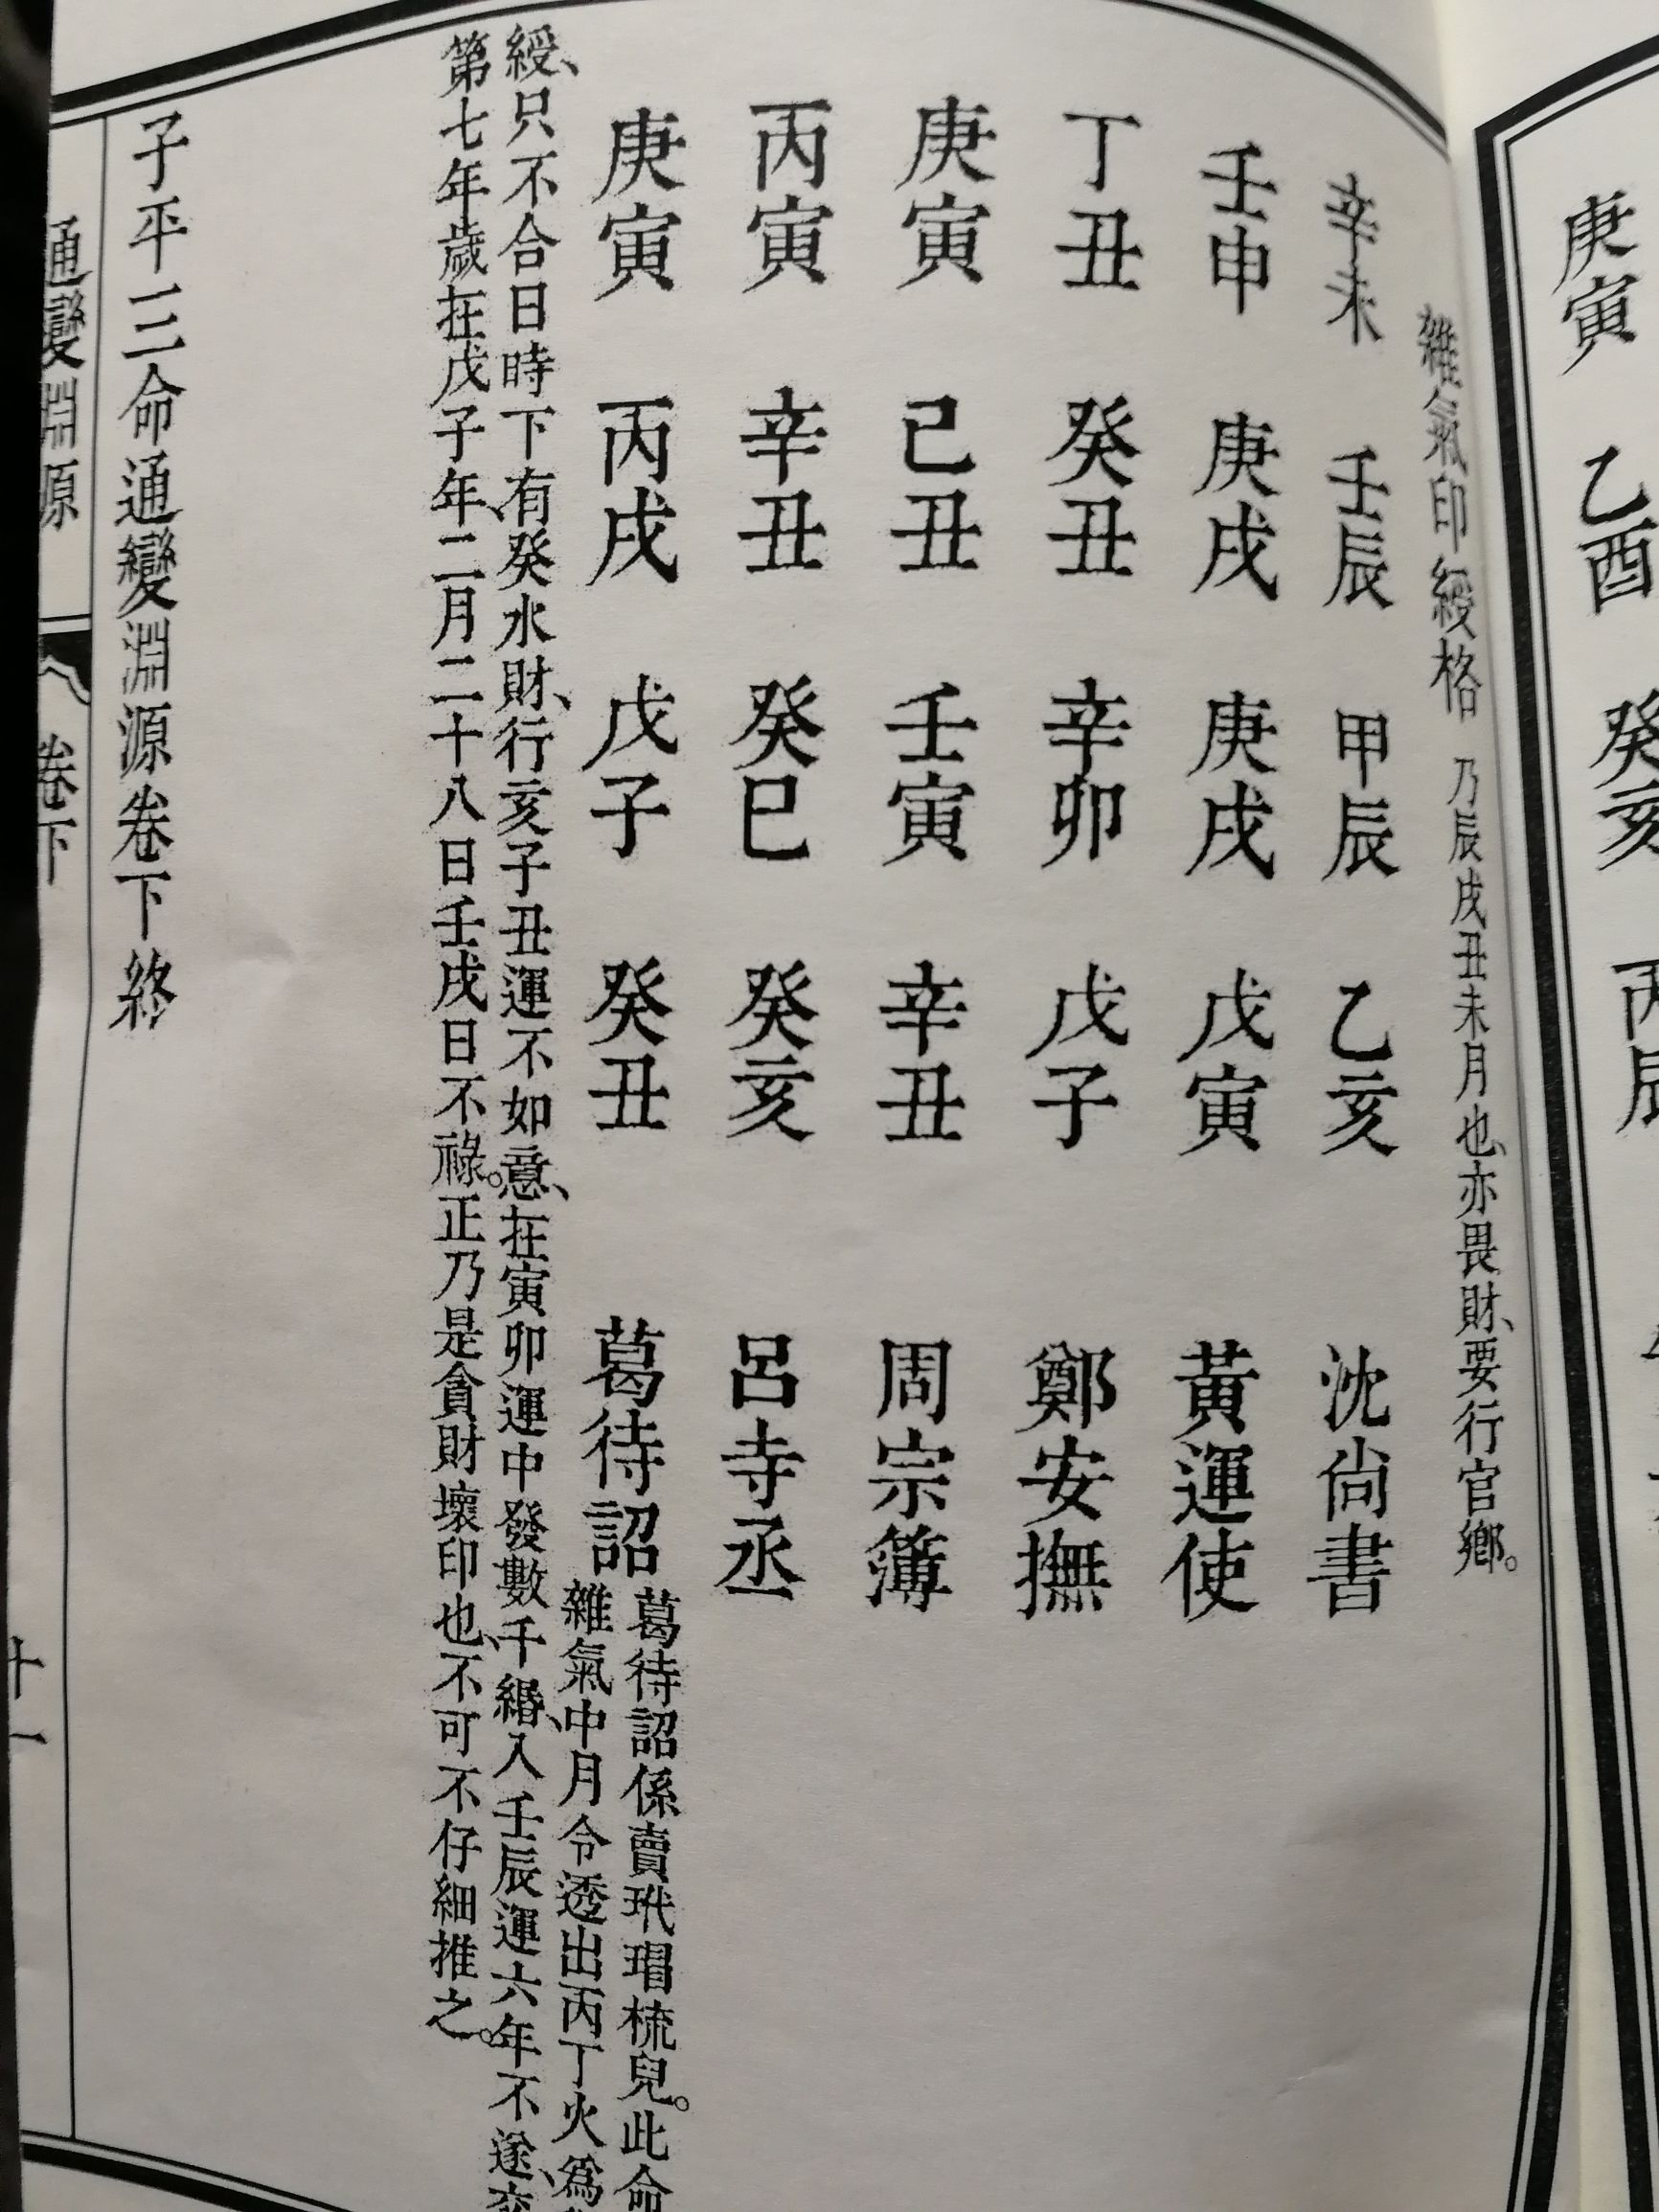 庚寅 乙酉 癸亥 丙辰
雜氣印綬格 乃辰戌丑未月也、亦畏財、要行官鄉。
辛未 壬辰 甲辰 乙亥 沈尙書
壬申 庚戌 庚戌 戊寅 黃運使
丁丑 癸丑 辛卯 戊子 鄭安撫
庚寅 己丑 壬寅 辛丑 周宗簿
丙寅 辛丑 癸巳 癸亥 呂寺丞
庚寅 丙戌 戊子 癸丑 葛待詔
葛待詔係賣玳瑁梳兒。此命
雜氣中月令透出丙丁火爲
綬、只不合日時下有癸水財、行亥子丑運不如意、在寅卯運中發數千緡、入壬辰運六年不遂、
第七年歲在戊子年、二月二十八日壬戌日不祿。正乃是貪財壞印也、不可不仔細推之。
子平三命通變淵源卷下終
通變淵源 卷下 十一